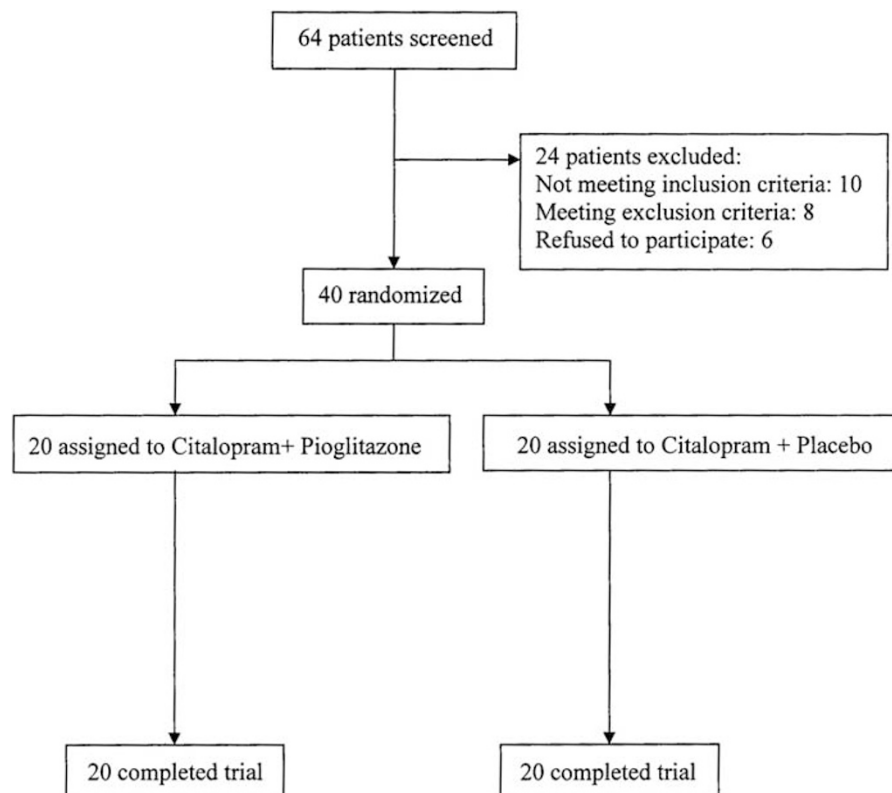 64 patients screened
24 patients excluded:
Not meeting inclusion criteria: 10
Meeting exclusion criteria: 8
Refused to participate: 6
40 randomized
20 assigned to Citalopram+ Pioglitazone
20 assigned to Citalopram + Placebo
20 completed trial
20 completed trial